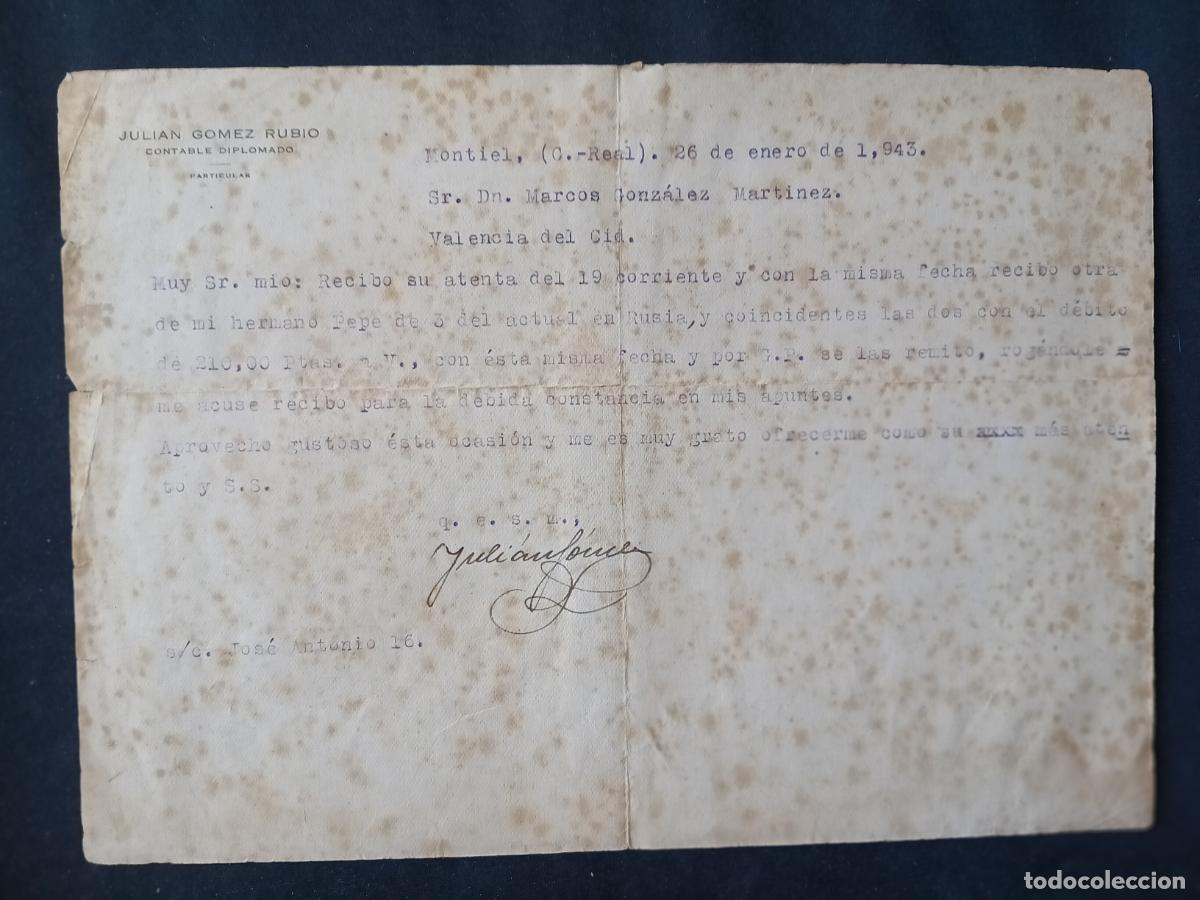 JULIAN GOMEZ RUBIO
CONTABLE DIPLOMADO
PARTICULAR
Montiel, (C.-Real). 26 de enero de 1,943.
Sr. Dn. Marcos González Martinez.
Valencia del Cid.
Muy Sr. mio: Recibo su atenta del 19 corriente y con la misma fecha recibo otra
de mi hermano Pepe de 3 del actual en Rusia, y coincidentes las dos con el débito
de 210,00 Ptas. a V., con ésta misma fecha y por G.P. se las remito, rogándole =
me acuse recibo para la debida constancia en mis apuntes.
Aprovecho gustoso ésta ocasión y me es muy grato ofrecerme como su xxxx más aten
to y S.S.
q. e. s. m.,
Julián Gómez
s/c. José Antonio 16.
todocoleccion